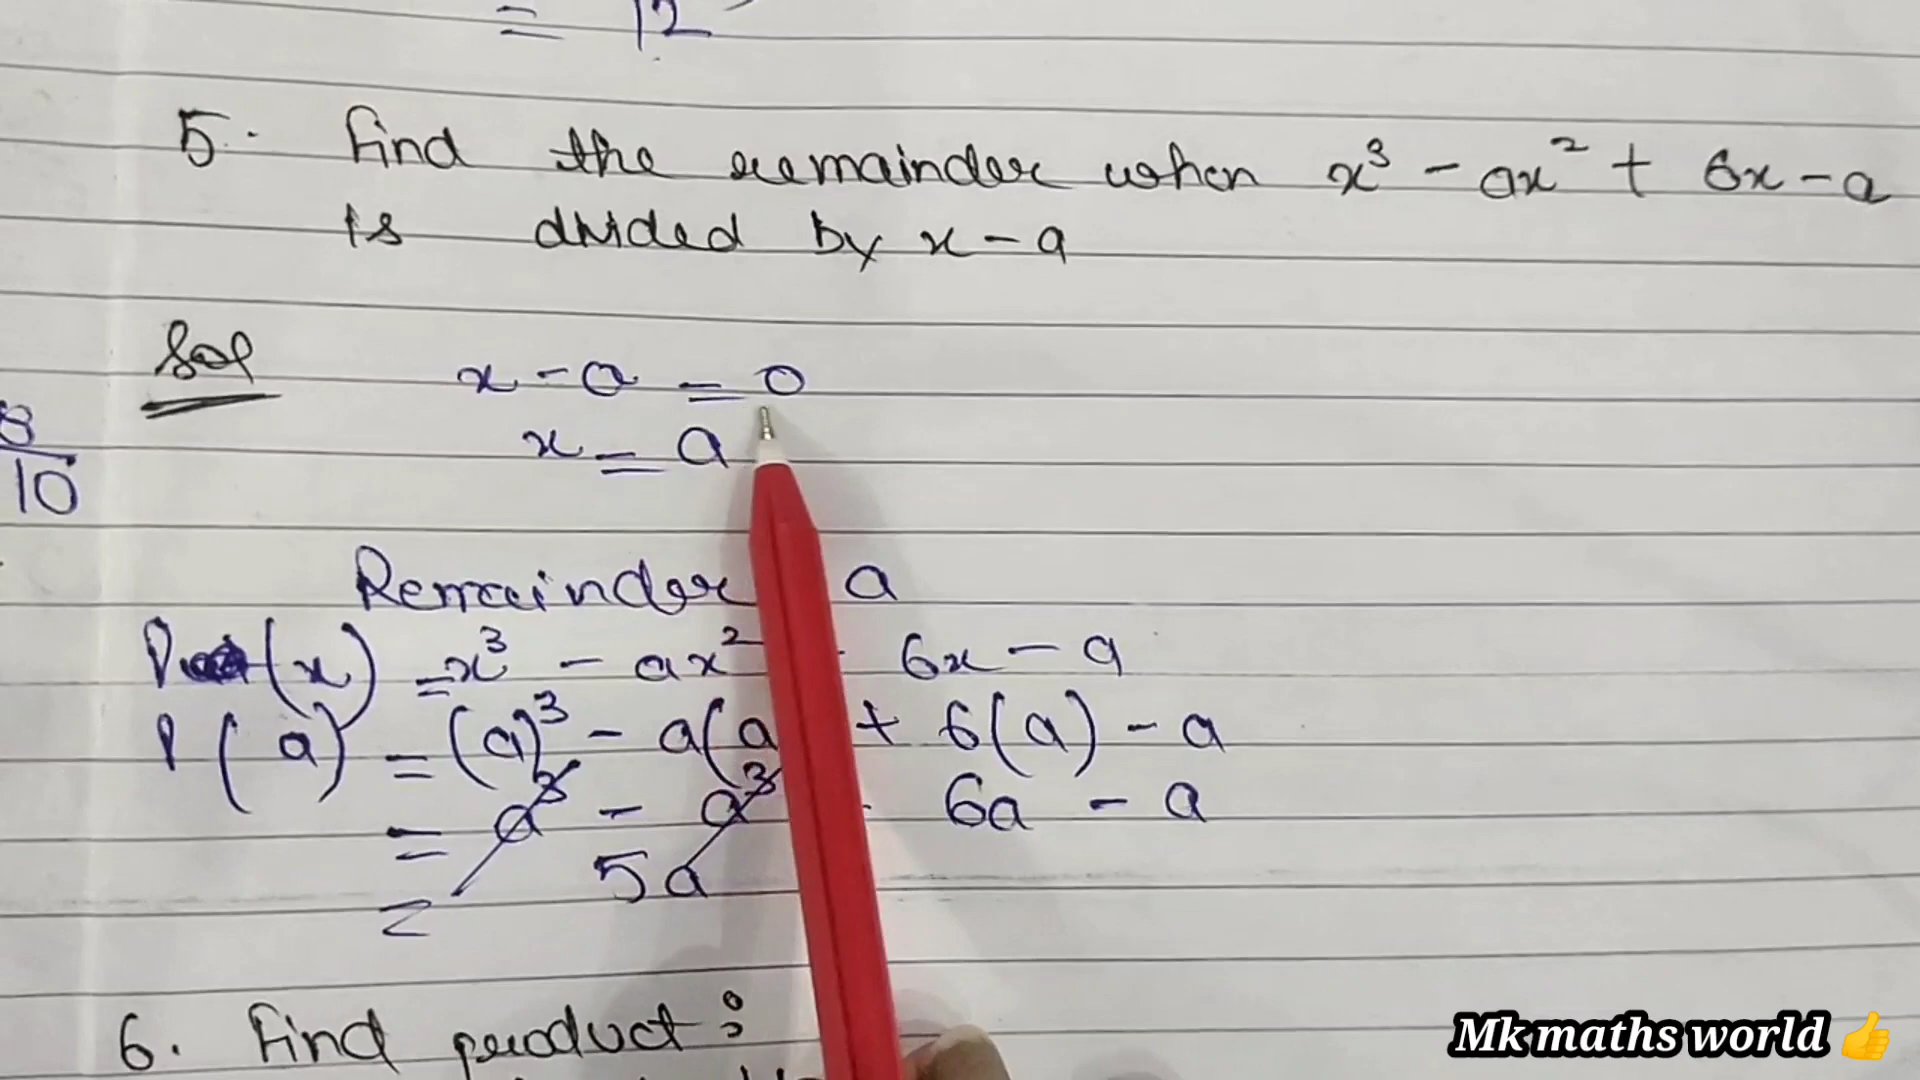 = 12
5. Find the remainder when x³ - ax² + 6x - a
is divided by x - a
Sol
x - a = 0
8
10
x = a
Remainder a
P(x) = x³ - ax² 6x - a
P(a) = (a)³ - a(a + 6(a) - a
= a³ - a³ 6a - a
= 5a
6. Find product :
Mk maths world 👍